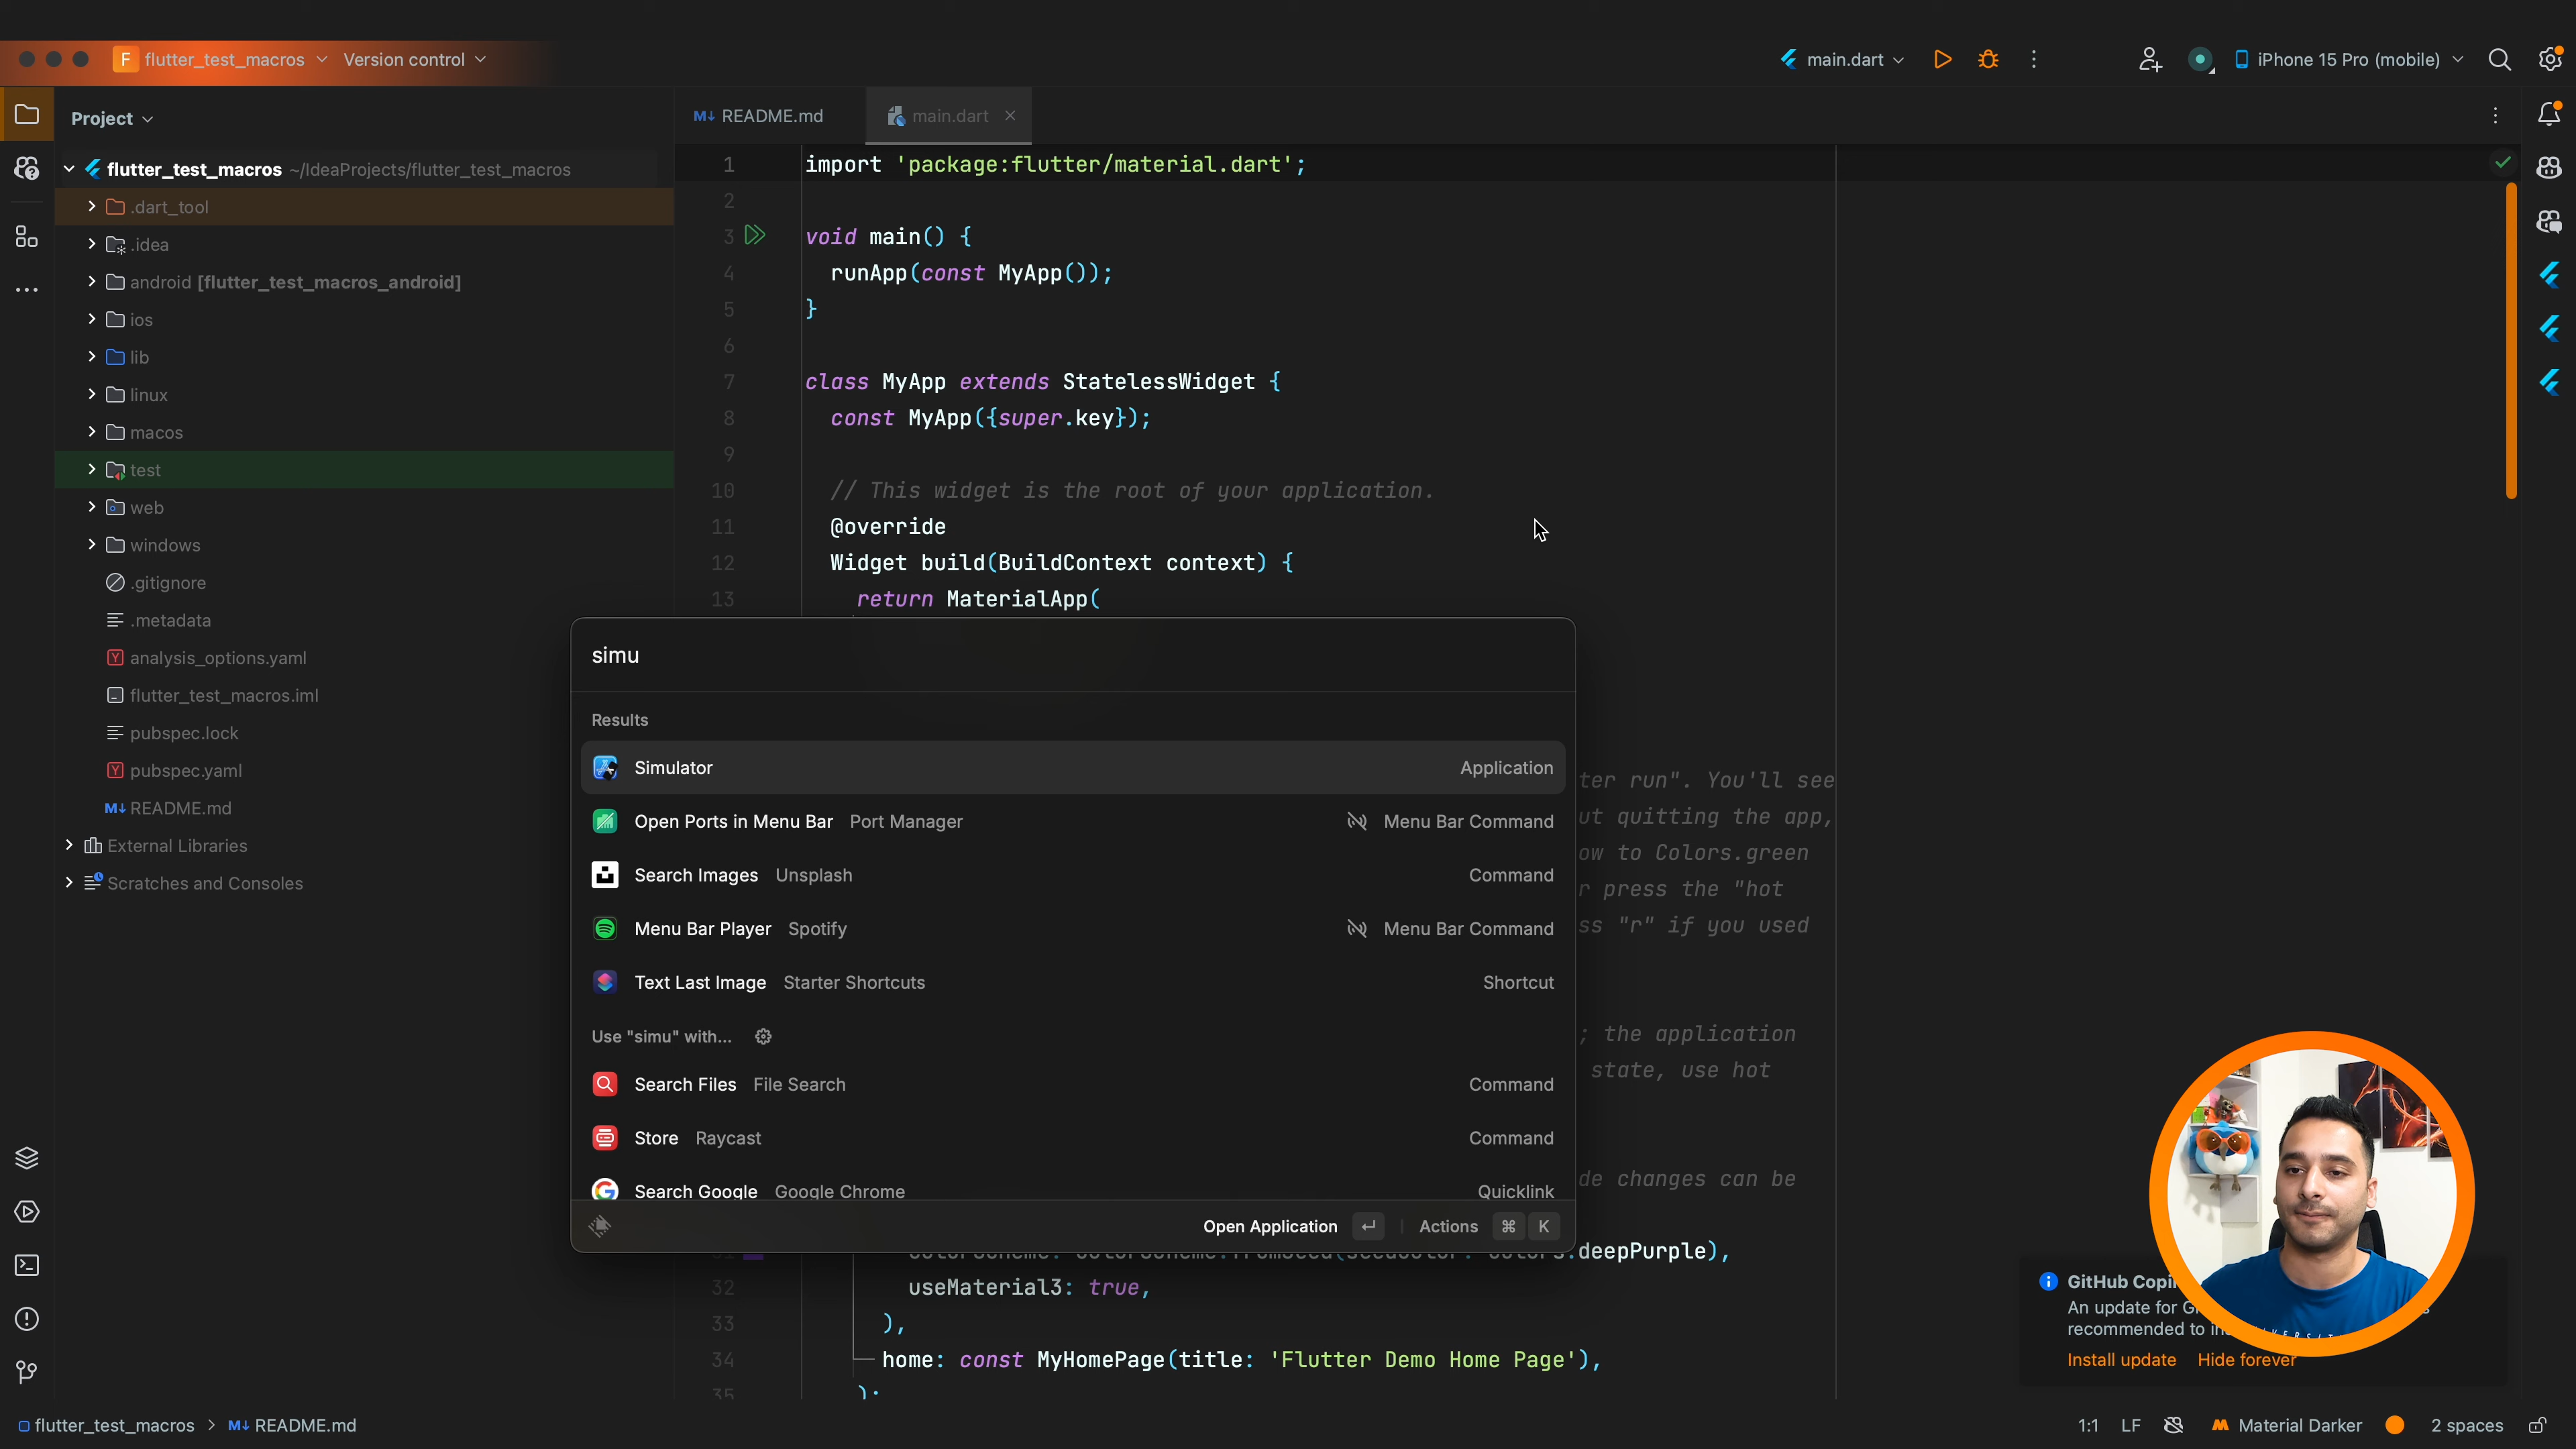 F flutter_test_macros Version control main.dart iPhone 15 Pro (mobile)
Project
README.md main.dart
flutter_test_macros ~/IdeaProjects/flutter_test_macros
.dart_tool
.idea
android [flutter_test_macros_android]
ios
lib
linux
macos
test
web
windows
.gitignore
.metadata
analysis_options.yaml
flutter_test_macros.iml
pubspec.lock
pubspec.yaml
M↓ README.md
External Libraries
Scratches and Consoles
1 import 'package:flutter/material.dart';
2
3 void main() {
4 runApp(const MyApp());
5 }
6
7 class MyApp extends StatelessWidget {
8 const MyApp({super.key});
9
10 // This widget is the root of your application.
11 @override
12 Widget build(BuildContext context) {
13 return MaterialApp(
simu
Results
Simulator Application
Open Ports in Menu Bar Port Manager Menu Bar Command
Search Images Unsplash Command
Menu Bar Player Spotify Menu Bar Command
Text Last Image Starter Shortcuts Shortcut
Use "simu" with...
Search Files File Search Command
Store Raycast Command
Search Google Google Chrome Quicklink
Open Application ↵ Actions ⌘ K
run". You'll see
quitting the app,
to Colors.green
press the "hot
"r" if you used
; the application
state, use hot
changes can be
deepPurple),
32 useMaterial3: true,
33 ),
34 home: const MyHomePage(title: 'Flutter Demo Home Page'),
35 );
GitHub
An update for
recommended to
Install update Hide forever
flutter_test_macros > M↓ README.md
1:1 LF Material Darker 2 spaces